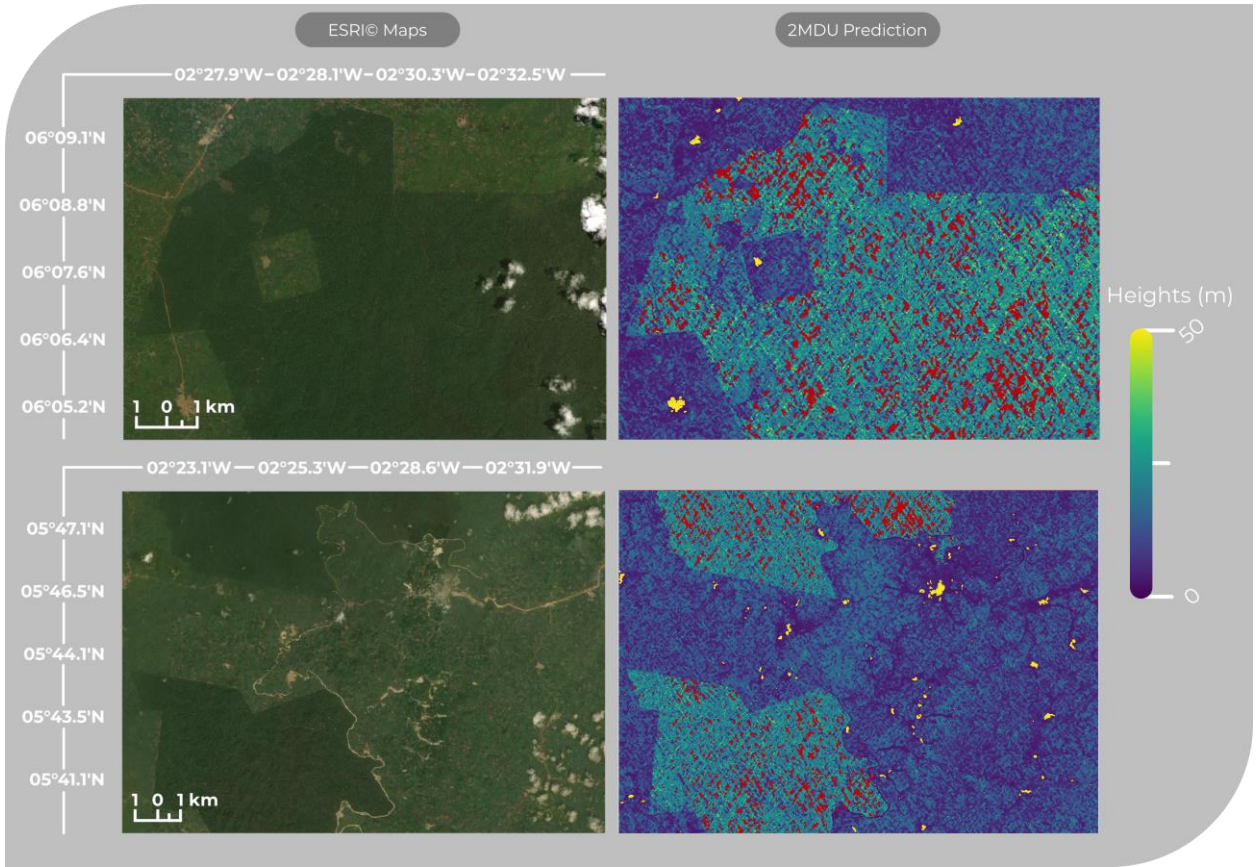 ESRI© Maps
2MDU Prediction
02°27.9'W 02°28.1'W 02°30.3'W 02°32.5'W
06°09.1'N
06°08.8'N
06°07.6'N
06°06.4'N
06°05.2'N
1 0 1 km
Heights (m)
50
0
02°23.1'W 02°25.3'W 02°28.6'W 02°31.9'W
05°47.1'N
05°46.5'N
05°44.1'N
05°43.5'N
05°41.1'N
1 0 1 km